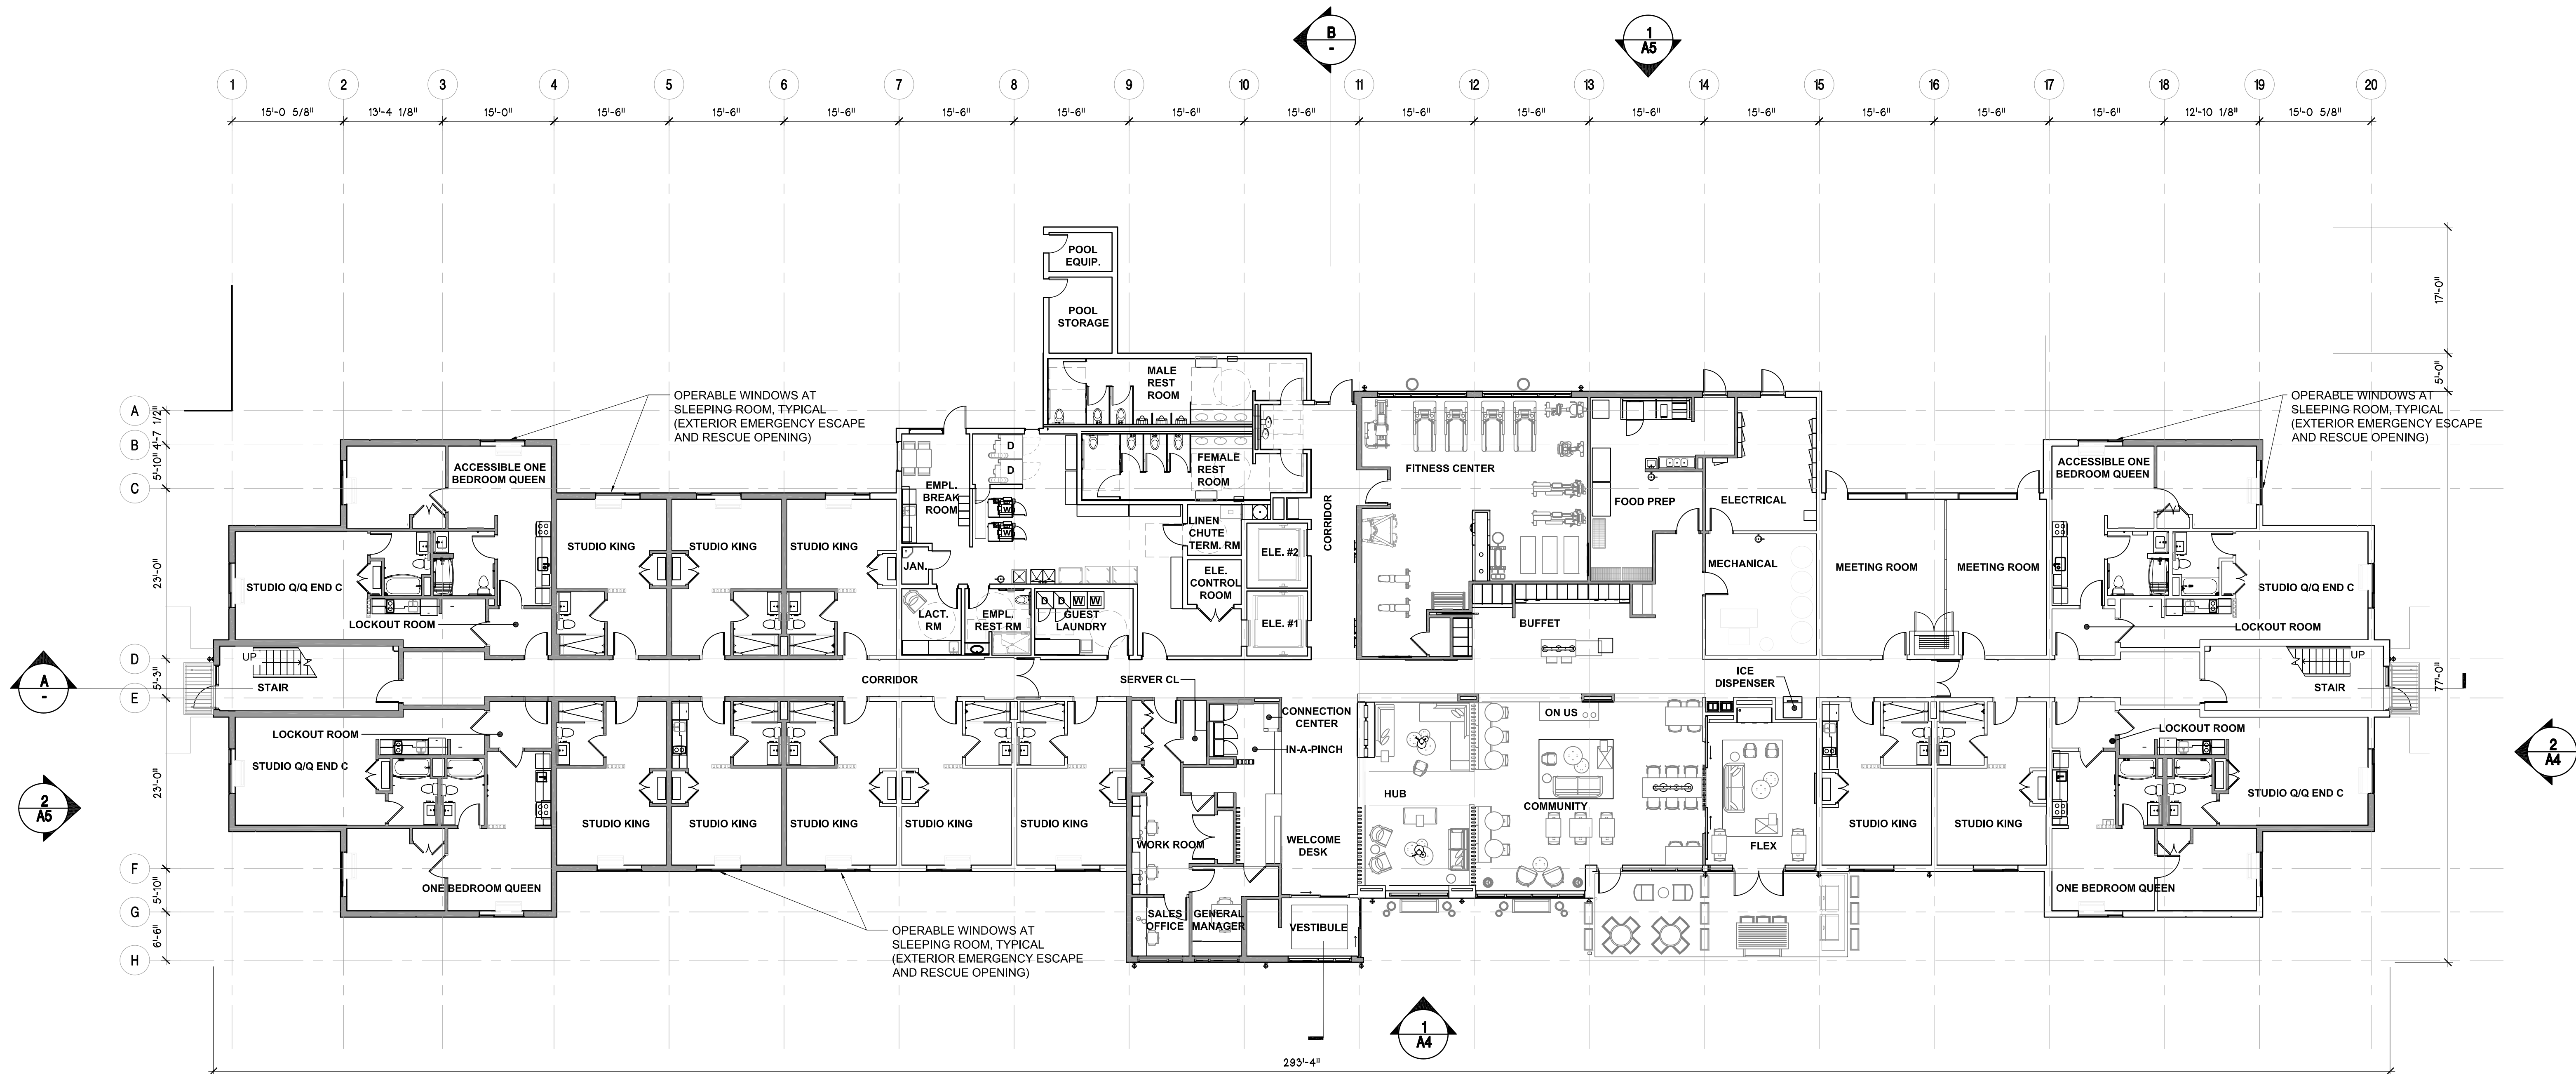 B
-
1
A5
1
2
3
4
5
6
7
8
9
10
11
12
13
14
15
16
17
18
19
20
15'-0 5/8"
13'-4 1/8"
15'-0"
15'-6"
15'-6"
15'-6"
15'-6"
15'-6"
15'-6"
15'-6"
15'-6"
15'-6"
15'-6"
15'-6"
15'-6"
15'-6"
15'-6"
12'-10 1/8"
15'-0 5/8"
17'-0"
5'-0"
77'-0"
POOL
EQUIP.
POOL
STORAGE
MALE
REST
ROOM
OPERABLE WINDOWS AT
SLEEPING ROOM, TYPICAL
(EXTERIOR EMERGENCY ESCAPE
AND RESCUE OPENING)
OPERABLE WINDOWS AT
SLEEPING ROOM, TYPICAL
(EXTERIOR EMERGENCY ESCAPE
AND RESCUE OPENING)
A
B
C
D
E
F
G
H
4'-7 1/2"
5'-10"
23'-0"
5'-3"
23'-0"
5'-10"
6'-6"
ACCESSIBLE ONE
BEDROOM QUEEN
D
D
W
W
EMPL.
BREAK
ROOM
FEMALE
REST
ROOM
FITNESS CENTER
FOOD PREP
ELECTRICAL
ACCESSIBLE ONE
BEDROOM QUEEN
CORRIDOR
LINEN
CHUTE
TERM. RM
ELE. #2
STUDIO KING
STUDIO KING
STUDIO KING
JAN.
ELE.
CONTROL
ROOM
MECHANICAL
MEETING ROOM
MEETING ROOM
STUDIO Q/Q END C
STUDIO Q/Q END C
LOCKOUT ROOM
LACT.
RM
EMPL.
REST RM
D
D
W
W
GUEST
LAUNDRY
ELE. #1
BUFFET
LOCKOUT ROOM
UP
STAIR
CORRIDOR
SERVER CL
ICE
DISPENSER
UP
STAIR
A
-
LOCKOUT ROOM
CONNECTION
CENTER
IN-A-PINCH
ON US
LOCKOUT ROOM
2
A4
2
A5
STUDIO Q/Q END C
STUDIO KING
STUDIO KING
STUDIO KING
STUDIO KING
STUDIO KING
HUB
COMMUNITY
STUDIO KING
STUDIO KING
STUDIO Q/Q END C
WORK ROOM
WELCOME
DESK
FLEX
ONE BEDROOM QUEEN
ONE BEDROOM QUEEN
SALES
OFFICE
GENERAL
MANAGER
VESTIBULE
OPERABLE WINDOWS AT
SLEEPING ROOM, TYPICAL
(EXTERIOR EMERGENCY ESCAPE
AND RESCUE OPENING)
1
A4
293'-4"